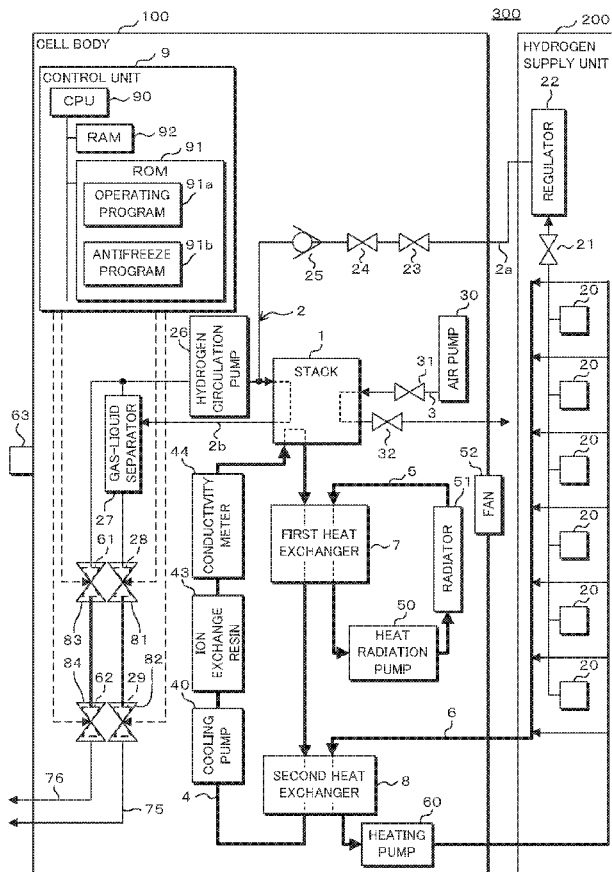 100
300
200
CELL BODY
9
HYDROGEN
SUPPLY UNIT
CONTROL UNIT
CPU
90
22
RAM
92
REGULATOR
91
ROM
91a
OPERATING
PROGRAM
91b
ANTIFREEZE
PROGRAM
25
24
23
2a
21
20
2
30
26
HYDROGEN
CIRCULATION
PUMP
1
STACK
AIR PUMP
31
3
20
63
GAS-LIQUID
SEPARATOR
2b
32
20
44
5
52
51
27
CONDUCTIVITY
METER
FIRST HEAT
EXCHANGER
7
RADIATOR
FAN
20
61
28
43
83
81
ION EXCHANGE
RESIN
50
HEAT
RADIATION
PUMP
20
84
62
29
82
40
COOLING
PUMP
6
20
76
75
4
SECOND HEAT
EXCHANGER
8
60
HEATING
PUMP